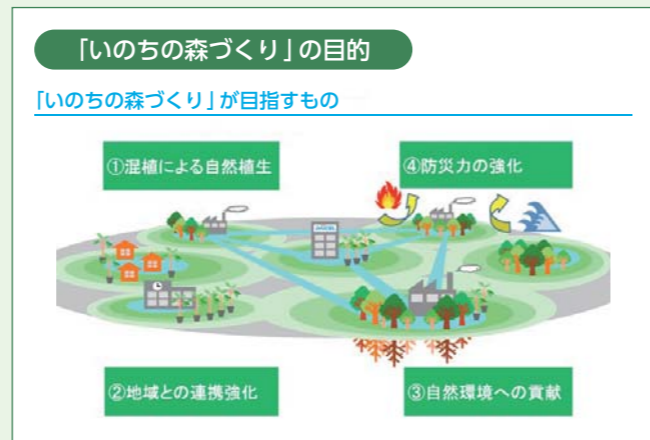 「いのちの森づくり」の目的
「いのちの森づくり」が目指すもの
①混植による自然植生
④防災力の強化
②地域との連携強化
③自然環境への貢献